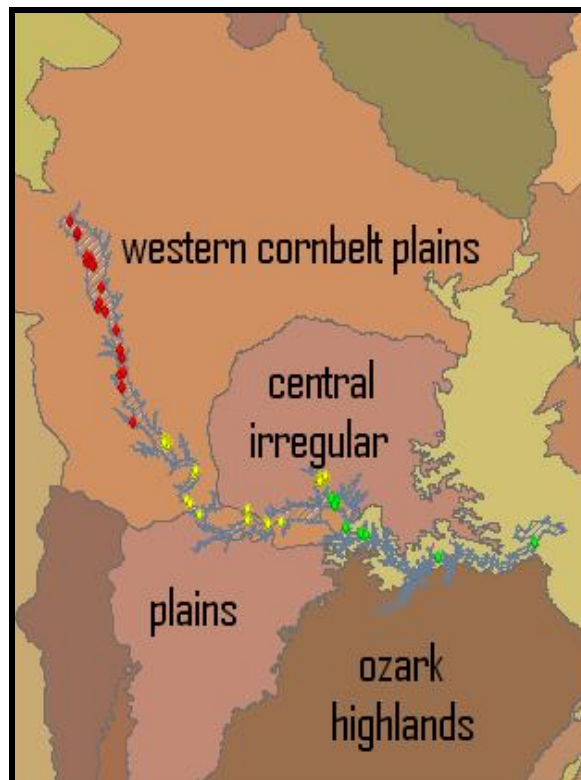 western cornbelt plains
central
irregular
plains
ozark
highlands